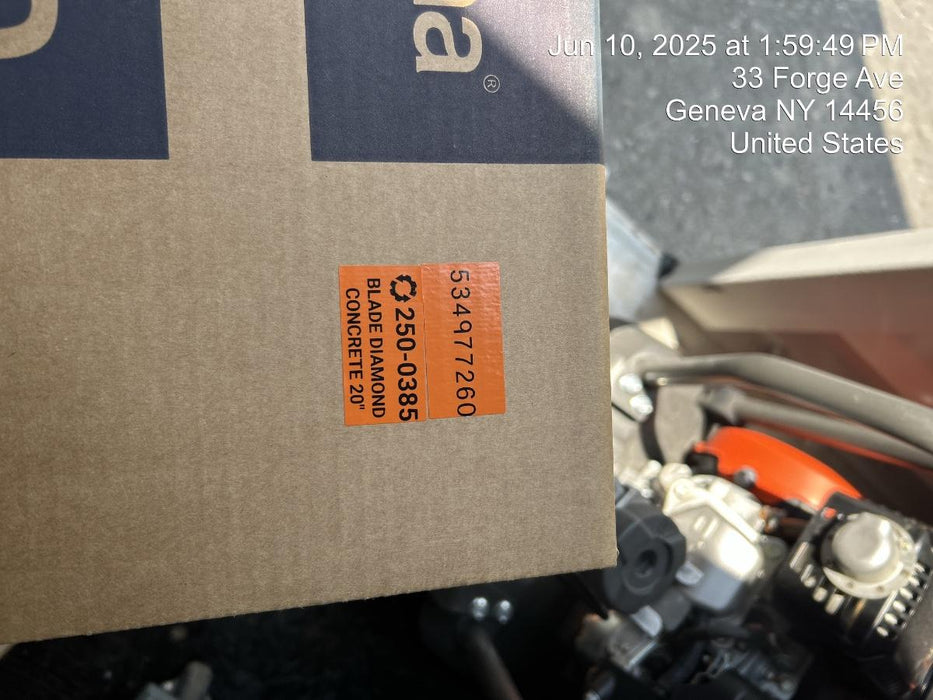 Jun 10, 2025 at 1:59:49 PM
33 Forge Ave
Geneva NY 14456
United States
na®
534977260
250-0385
BLADE DIAMOND
CONCRETE 20"